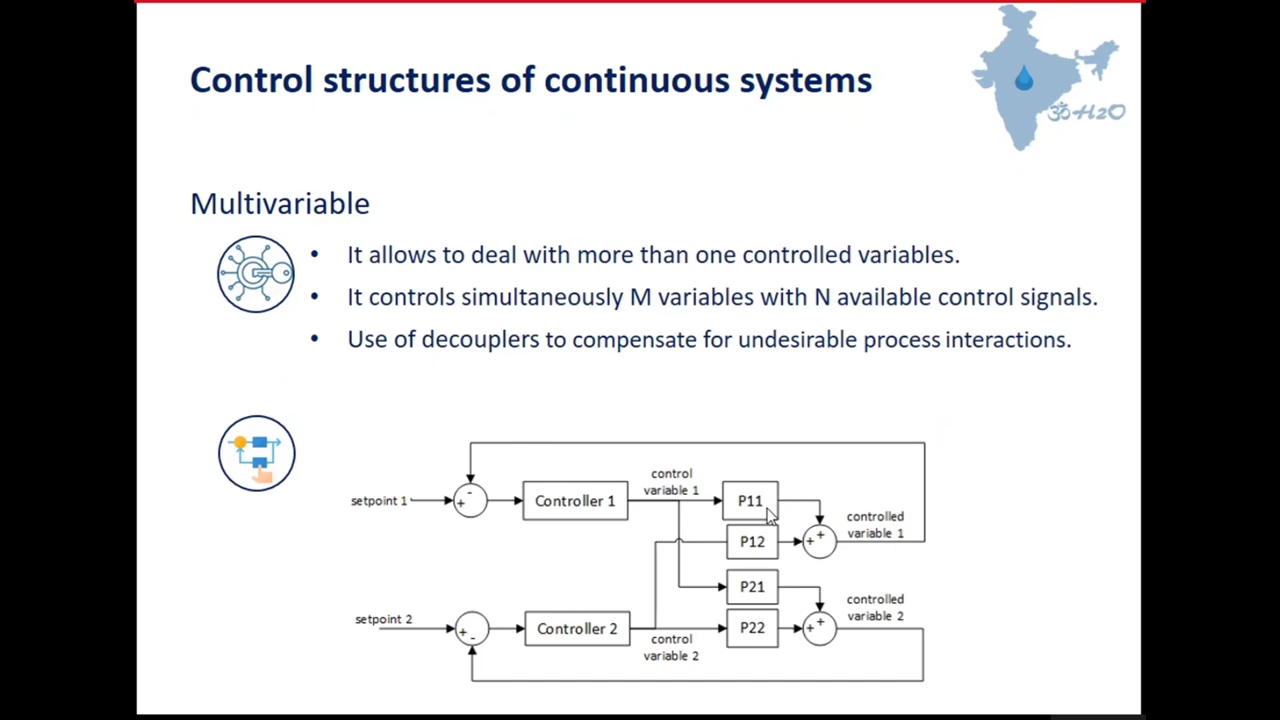 Control structures of continuous systems
ॐH2O
Multivariable
• It allows to deal with more than one controlled variables.
• It controls simultaneously M variables with N available control signals.
• Use of decouplers to compensate for undesirable process interactions.
setpoint 1
+ -
Controller 1
control
variable 1
P11
P12
+ +
controlled
variable 1
P21
setpoint 2
+ -
Controller 2
control
variable 2
P22
+ +
controlled
variable 2